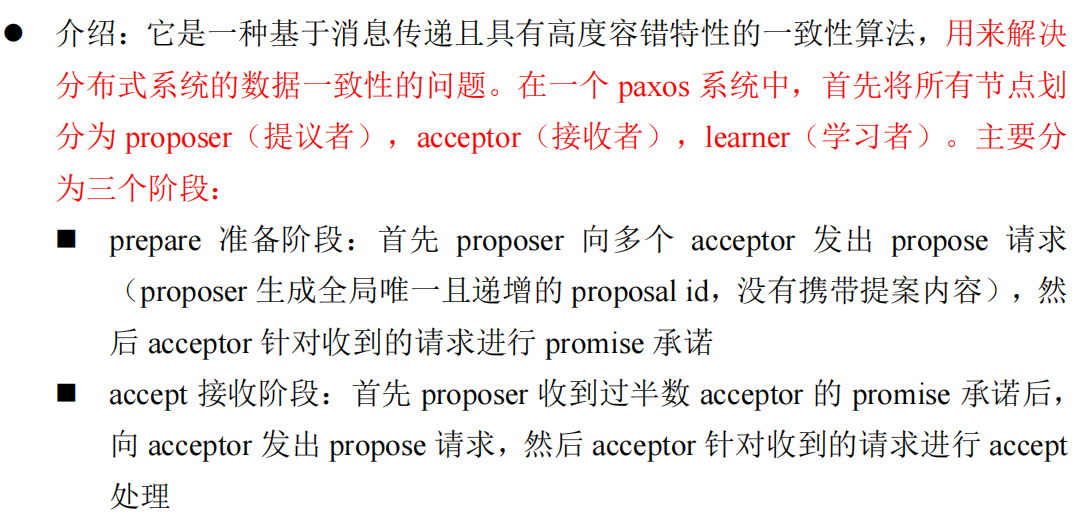 ● 介绍：它是一种基于消息传递且具有高度容错特性的一致性算法，用来解决
分布式系统的数据一致性的问题。在一个 paxos 系统中，首先将所有节点划
分为 proposer（提议者），acceptor（接收者），learner（学习者）。主要分
为三个阶段：
■ prepare 准备阶段：首先 proposer 向多个 acceptor 发出 propose 请求
（proposer 生成全局唯一且递增的 proposal id，没有携带提案内容），然
后 acceptor 针对收到的请求进行 promise 承诺
■ accept 接收阶段：首先 proposer 收到过半数 acceptor 的 promise 承诺后，
向 acceptor 发出 propose 请求，然后 acceptor 针对收到的请求进行 accept
处理